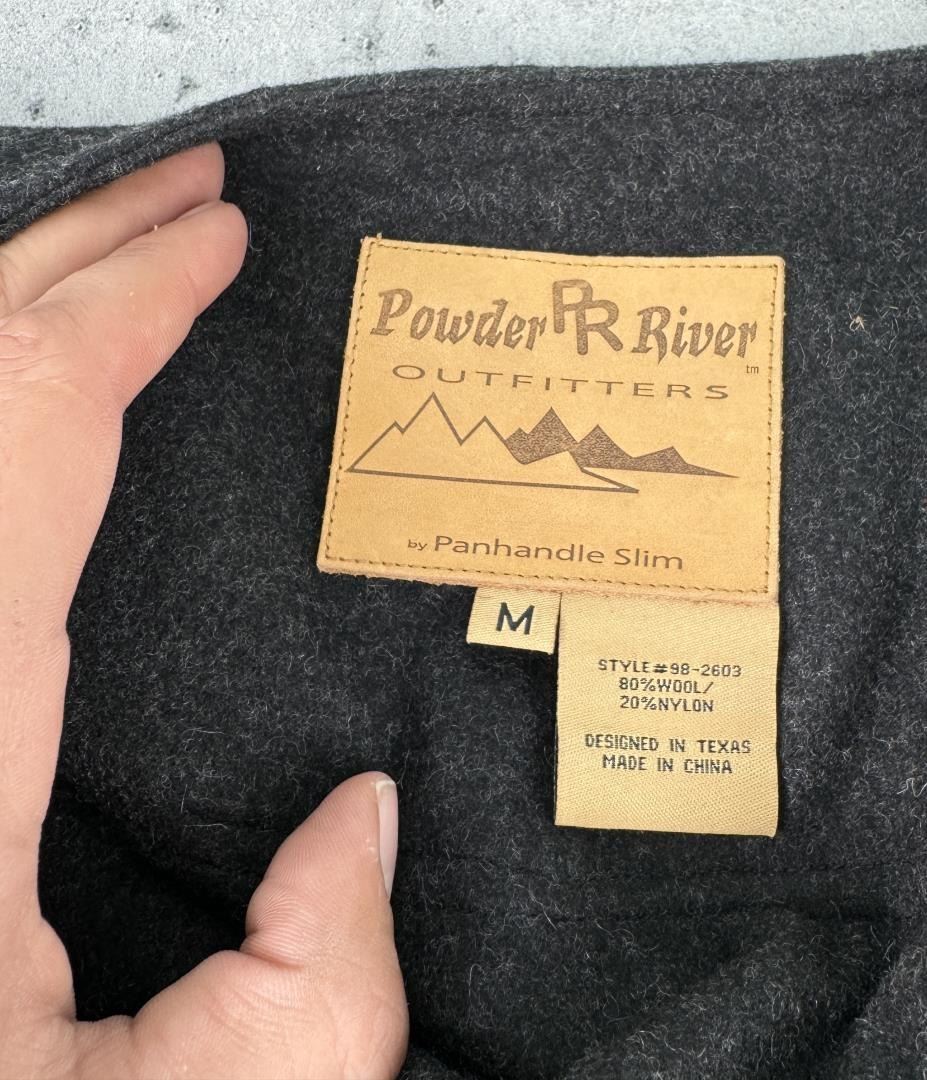 Powder PR River
tm
OUTFITTERS
by Panhandle Slim
M
STYLE#98-2603
80%WOOL/
20%NYLON
DESIGNED IN TEXAS
MADE IN CHINA